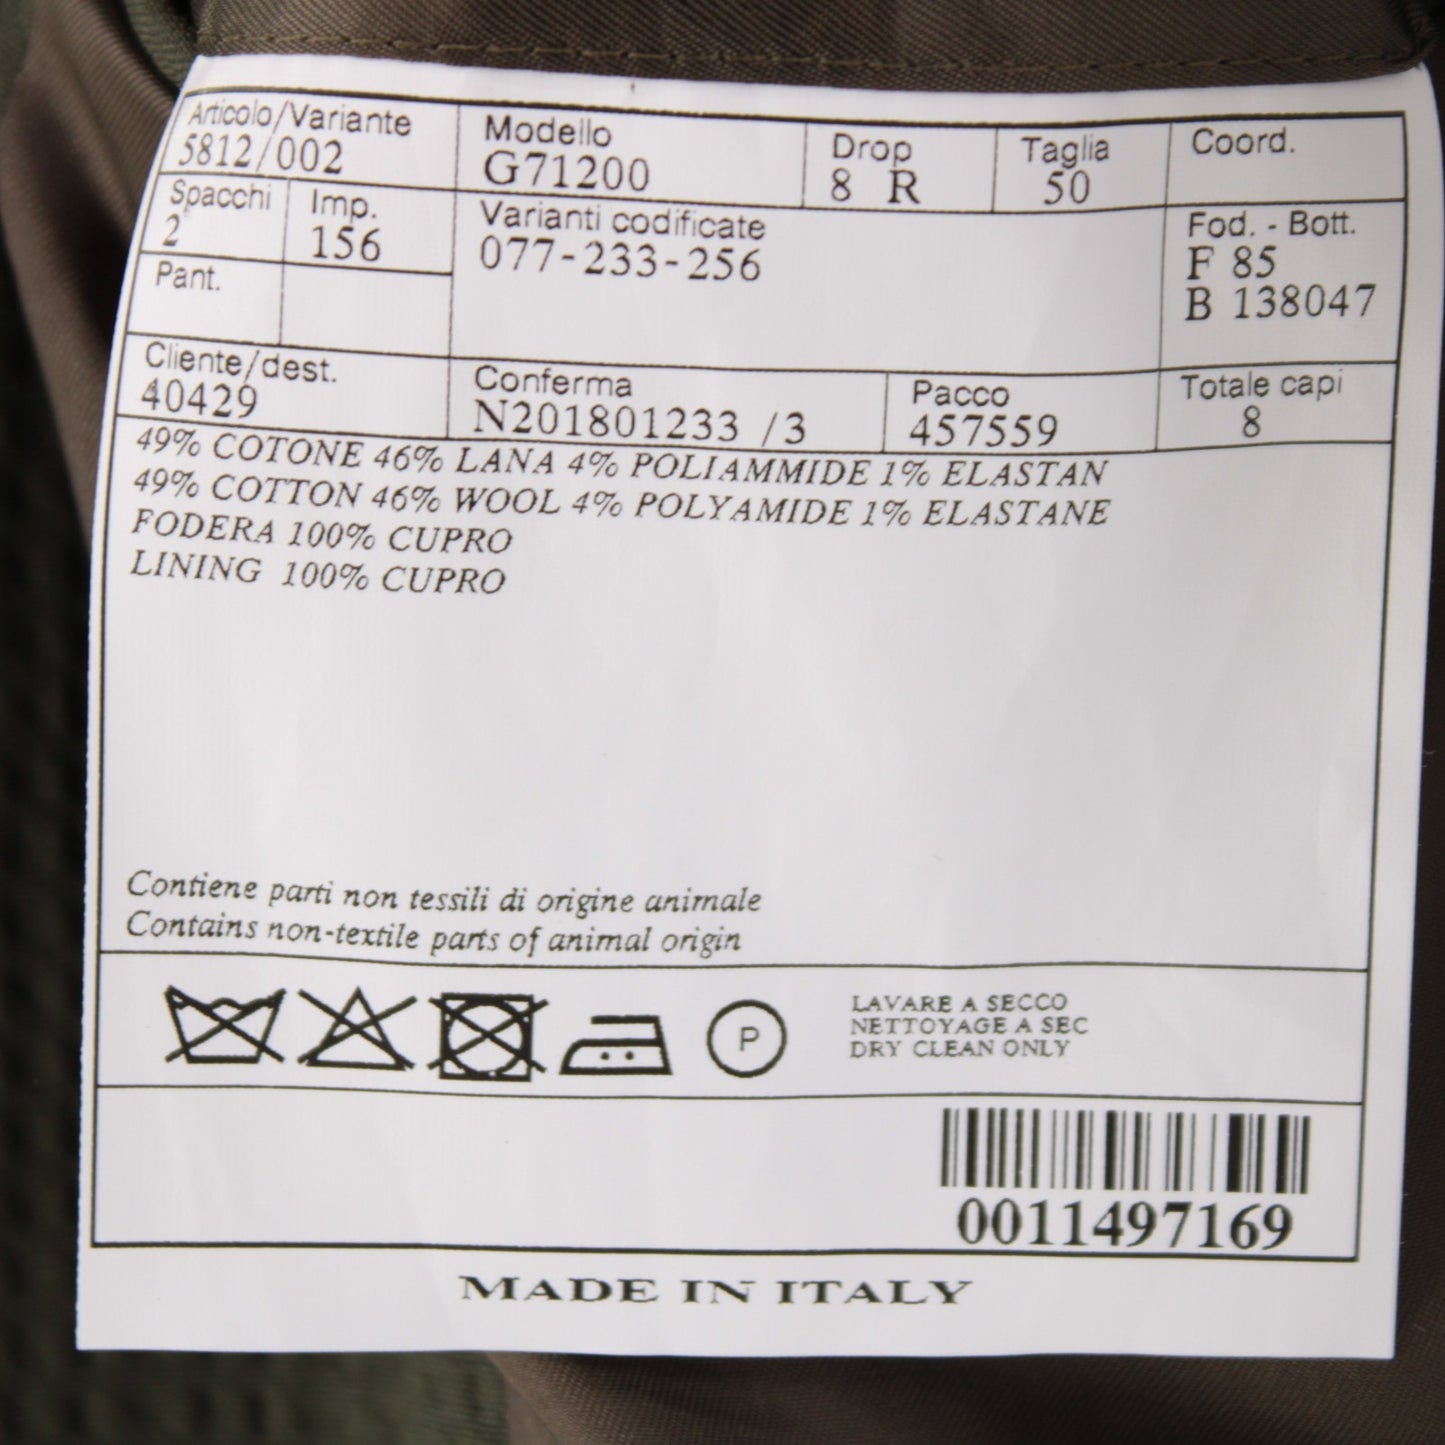 Articolo/Variante Modello Drop Taglia Coord.
5812/002 G71200 8 R 50
Spacchi Imp. Varianti codificate Fod. - Bott.
2 156 077-233-256 F 85
Pant. B 138047
Cliente/dest. Conferma Pacco Totale capi
40429 N201801233 /3 457559 8
49% COTONE 46% LANA 4% POLIAMMIDE 1% ELASTAN
49% COTTON 46% WOOL 4% POLYAMIDE 1% ELASTANE
FODERA 100% CUPRO
LINING 100% CUPRO
Contiene parti non tessili di origine animale
Contains non-textile parts of animal origin
P
LAVARE A SECCO
NETTOYAGE A SEC
DRY CLEAN ONLY
0011497169
MADE IN ITALY